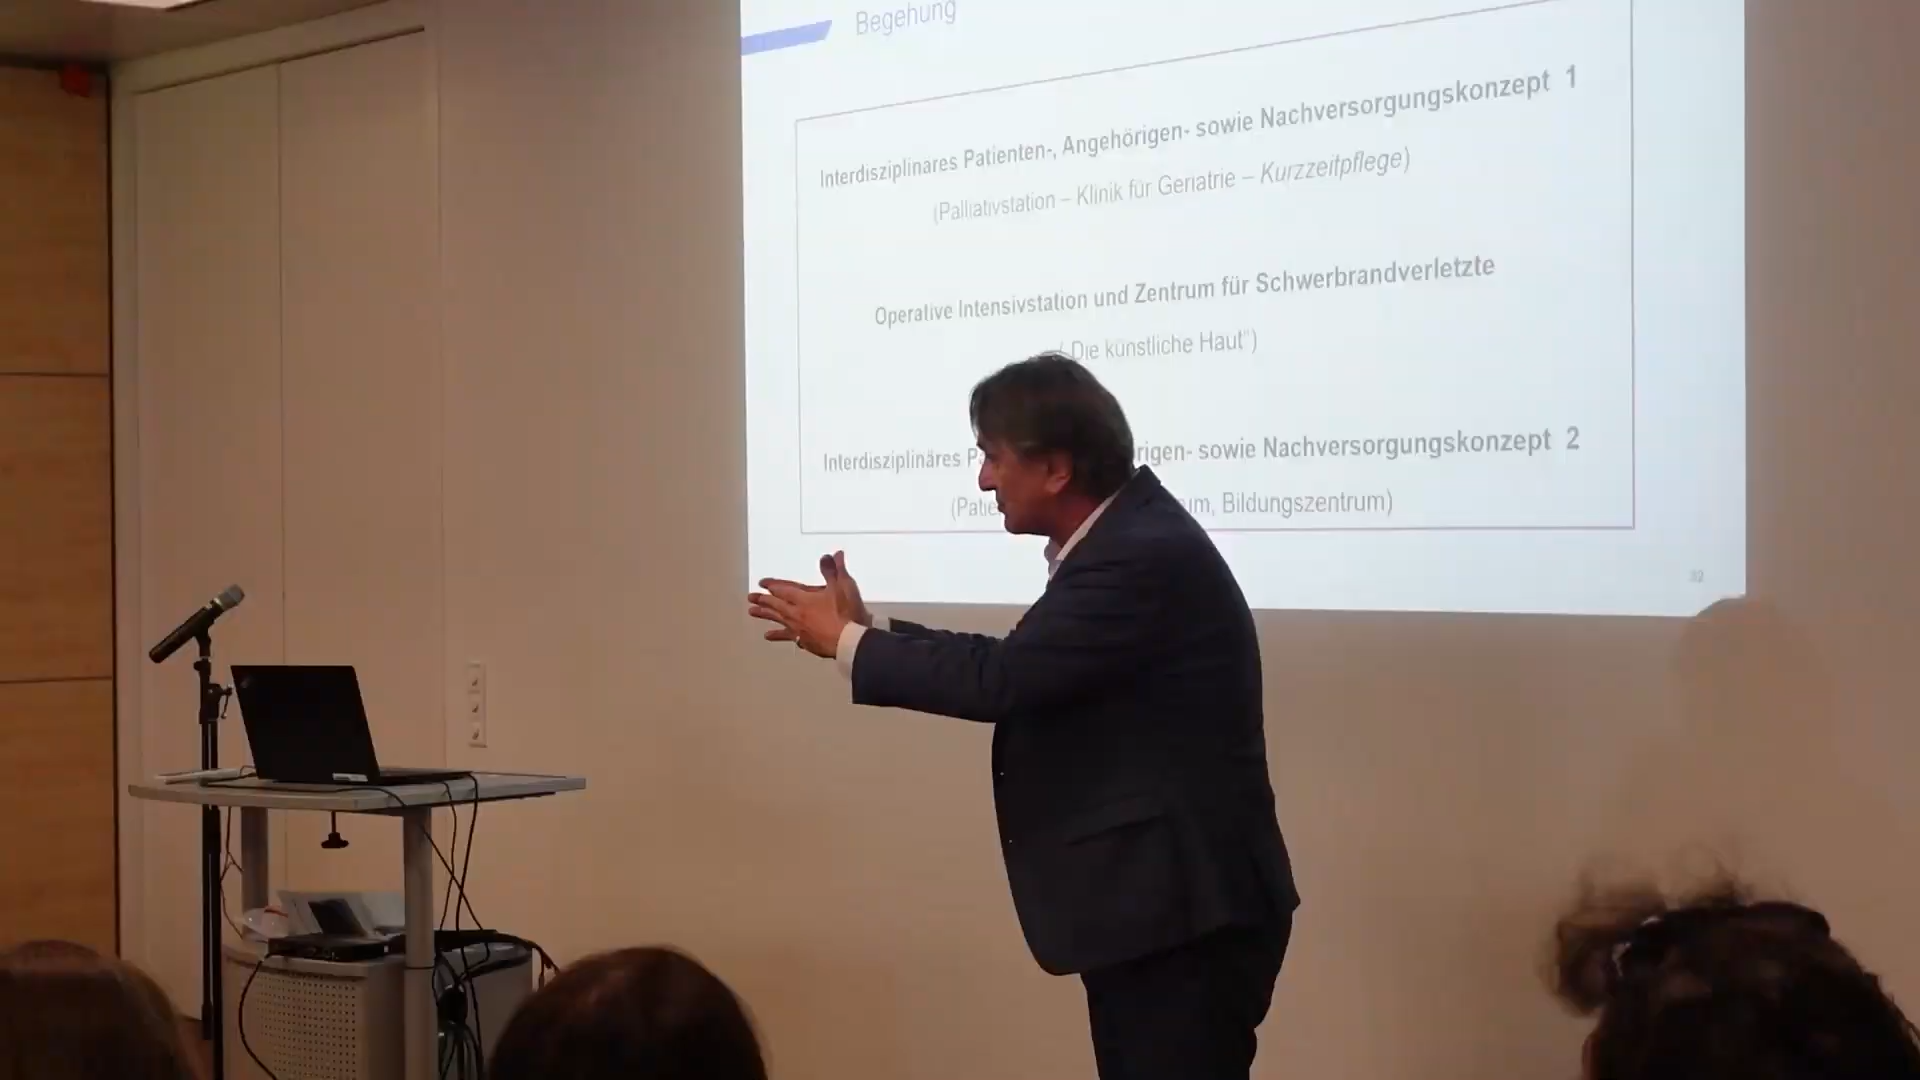 Begehung
Interdisziplinäres Patienten-, Angehörigen- sowie Nachversorgungskonzept 1
(Palliativstation – Klinik für Geriatrie – Kurzzeitpflege)
Operative Intensivstation und Zentrum für Schwerbrandverletzte
Die künstliche Haut")
Interdisziplinäres P rigen- sowie Nachversorgungskonzept 2
(Patie um, Bildungszentrum)
32